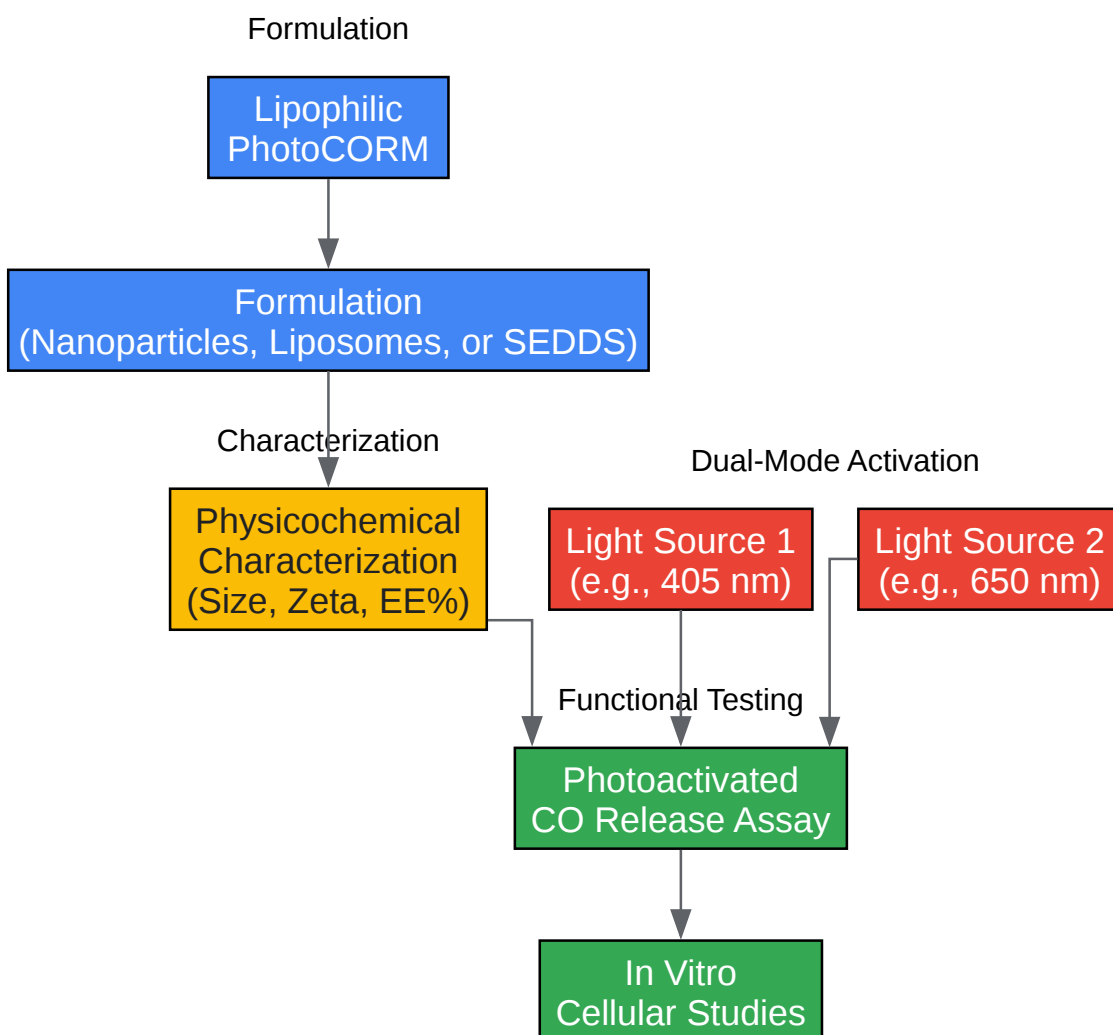 Formulation
Lipophilic
PhotoCORM
Formulation
(Nanoparticles, Liposomes, or SEDDS)
Characterization
Dual-Mode Activation
Physicochemical
Characterization
(Size, Zeta, EE%)
Light Source 1
(e.g., 405 nm)
Light Source 2
(e.g., 650 nm)
Functional Testing
Photoactivated
CO Release Assay
In Vitro
Cellular Studies